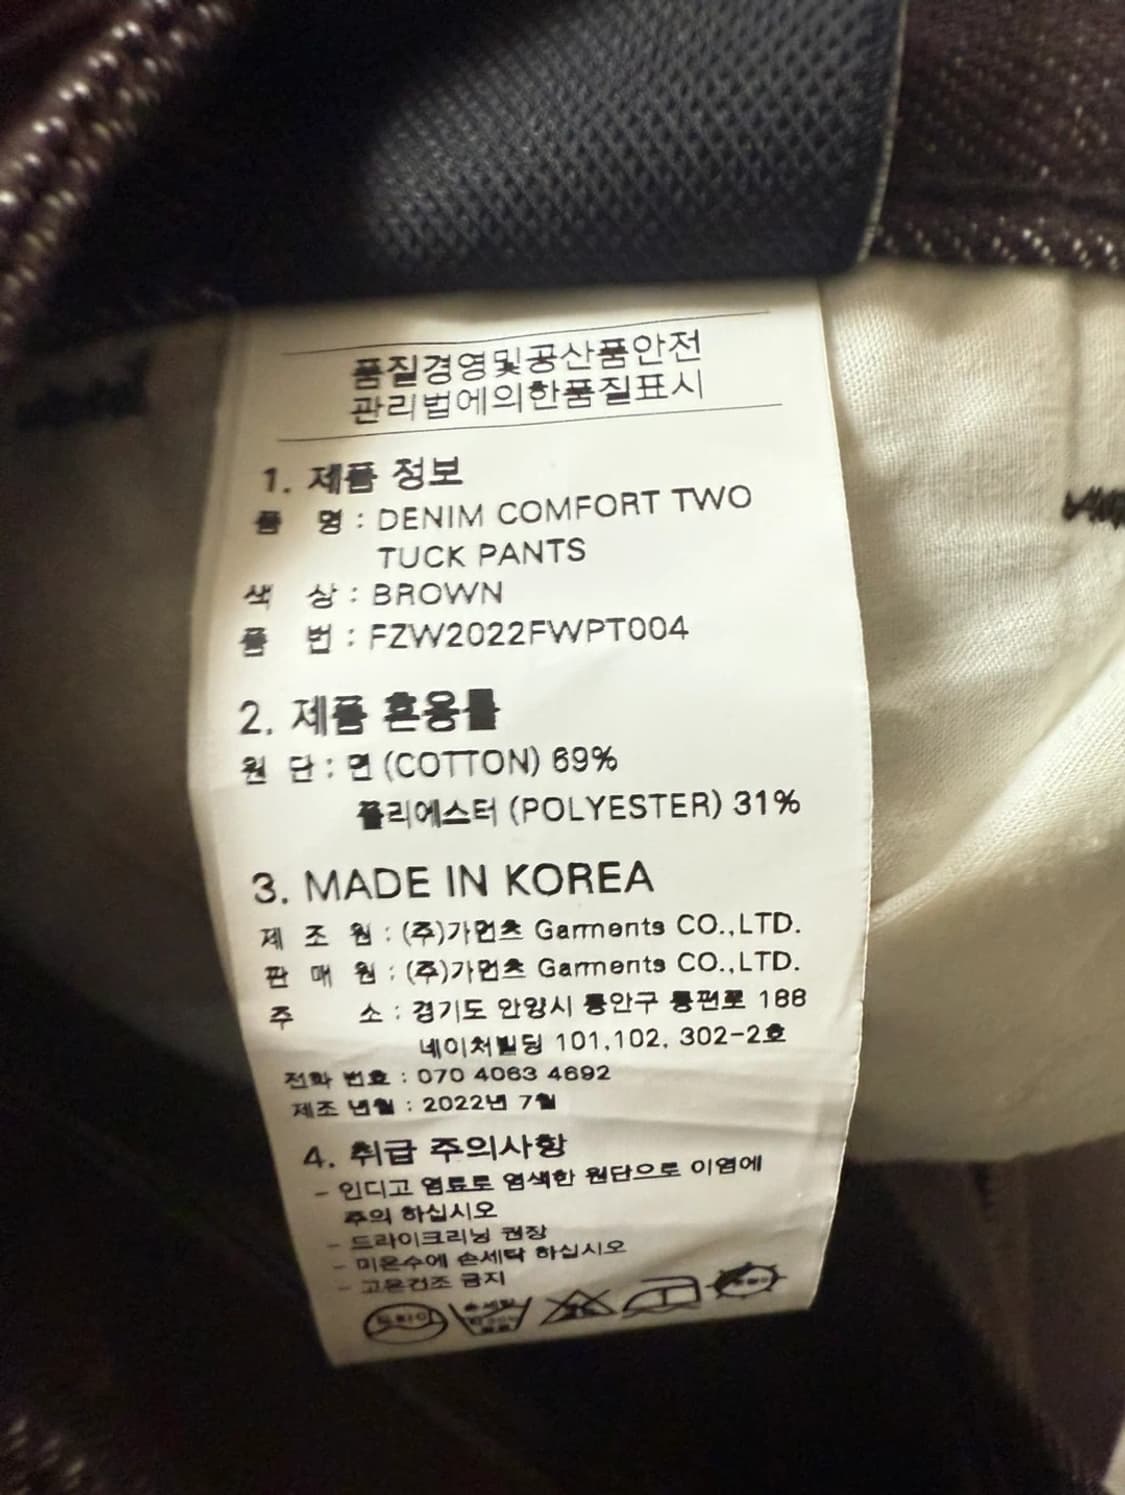 품질경영및공산품안전
관리법에의한품질표시
1. 제품 정보
품 명 : DENIM COMFORT TWO
TUCK PANTS
색 상 : BROWN
품 번 : FZW2022FWPT004
2. 제품 혼용률
원 단 : 면 (COTTON) 69%
폴리에스터 (POLYESTER) 31%
3. MADE IN KOREA
제 조 원 : (주)가먼츠 Garments CO.,LTD.
판 매 원 : (주)가먼츠 Garments CO.,LTD.
주 소 : 경기도 안양시 동안구 동편로 188
네이처빌딩 101,102, 302-2호
전화 번호 : 070 4063 4692
제조 년월 : 2022년 7월
4. 취급 주의사항
- 인디고 염료로 염색한 원단으로 이염에
주의 하십시오
- 드라이크리닝 권장
- 미온수에 손세탁 하십시오
- 고온건조 금지
드라이
손세탁